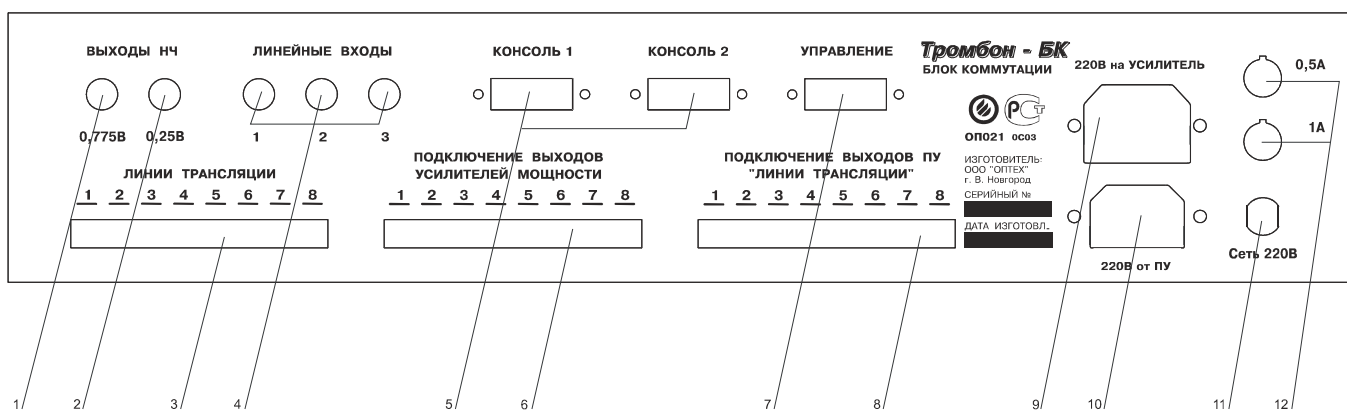 ВЫХОДЫ НЧ
ЛИНЕЙНЫЕ ВХОДЫ
КОНСОЛЬ 1
КОНСОЛЬ 2
УПРАВЛЕНИЕ
Тромбон - БК
БЛОК КОММУТАЦИИ
220В на УСИЛИТЕЛЬ
0,5А
0,775В 0,25В
1 2 3
ОП021 ОС03
РСТ
1А
ЛИНИИ ТРАНСЛЯЦИИ
1 2 3 4 5 6 7 8
ПОДКЛЮЧЕНИЕ ВЫХОДОВ
УСИЛИТЕЛЕЙ МОЩНОСТИ
1 2 3 4 5 6 7 8
ПОДКЛЮЧЕНИЕ ВЫХОДОВ ПУ
"ЛИНИИ ТРАНСЛЯЦИИ"
1 2 3 4 5 6 7 8
ИЗГОТОВИТЕЛЬ:
ООО "ОПТЕХ"
г. В. Новгород
СЕРИЙНЫЙ №
ДАТА ИЗГОТОВЛ.
220В от ПУ
Сеть 220В
1 2 3 4 5 6 7 8 9 10 11 12